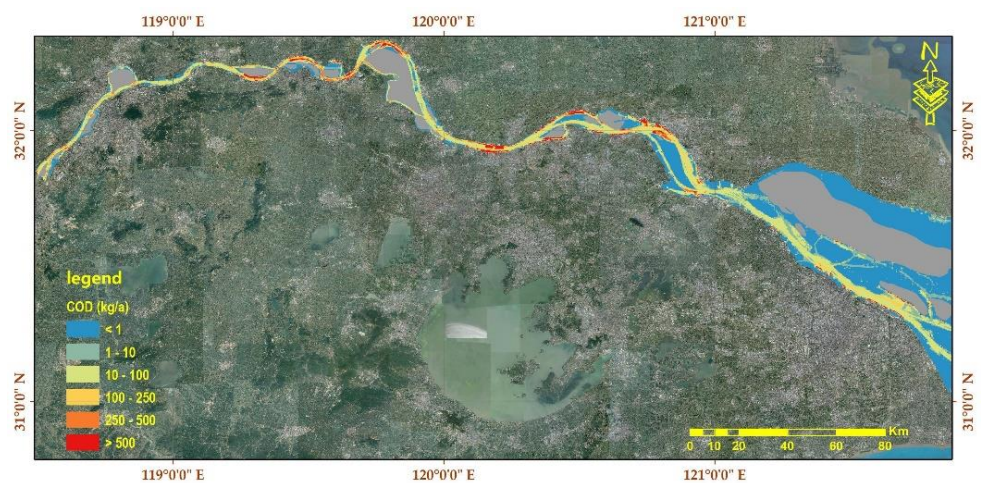 119°0'0" E 120°0'0" E 121°0'0" E
N
32°0'0" N
32°0'0" N
legend
COD (kg/a)
< 1
1 - 10
10 - 100
100 - 250
250 - 500
> 500
31°0'0" N
31°0'0" N
Km
0 10 20 40 60 80
119°0'0" E 120°0'0" E 121°0'0" E